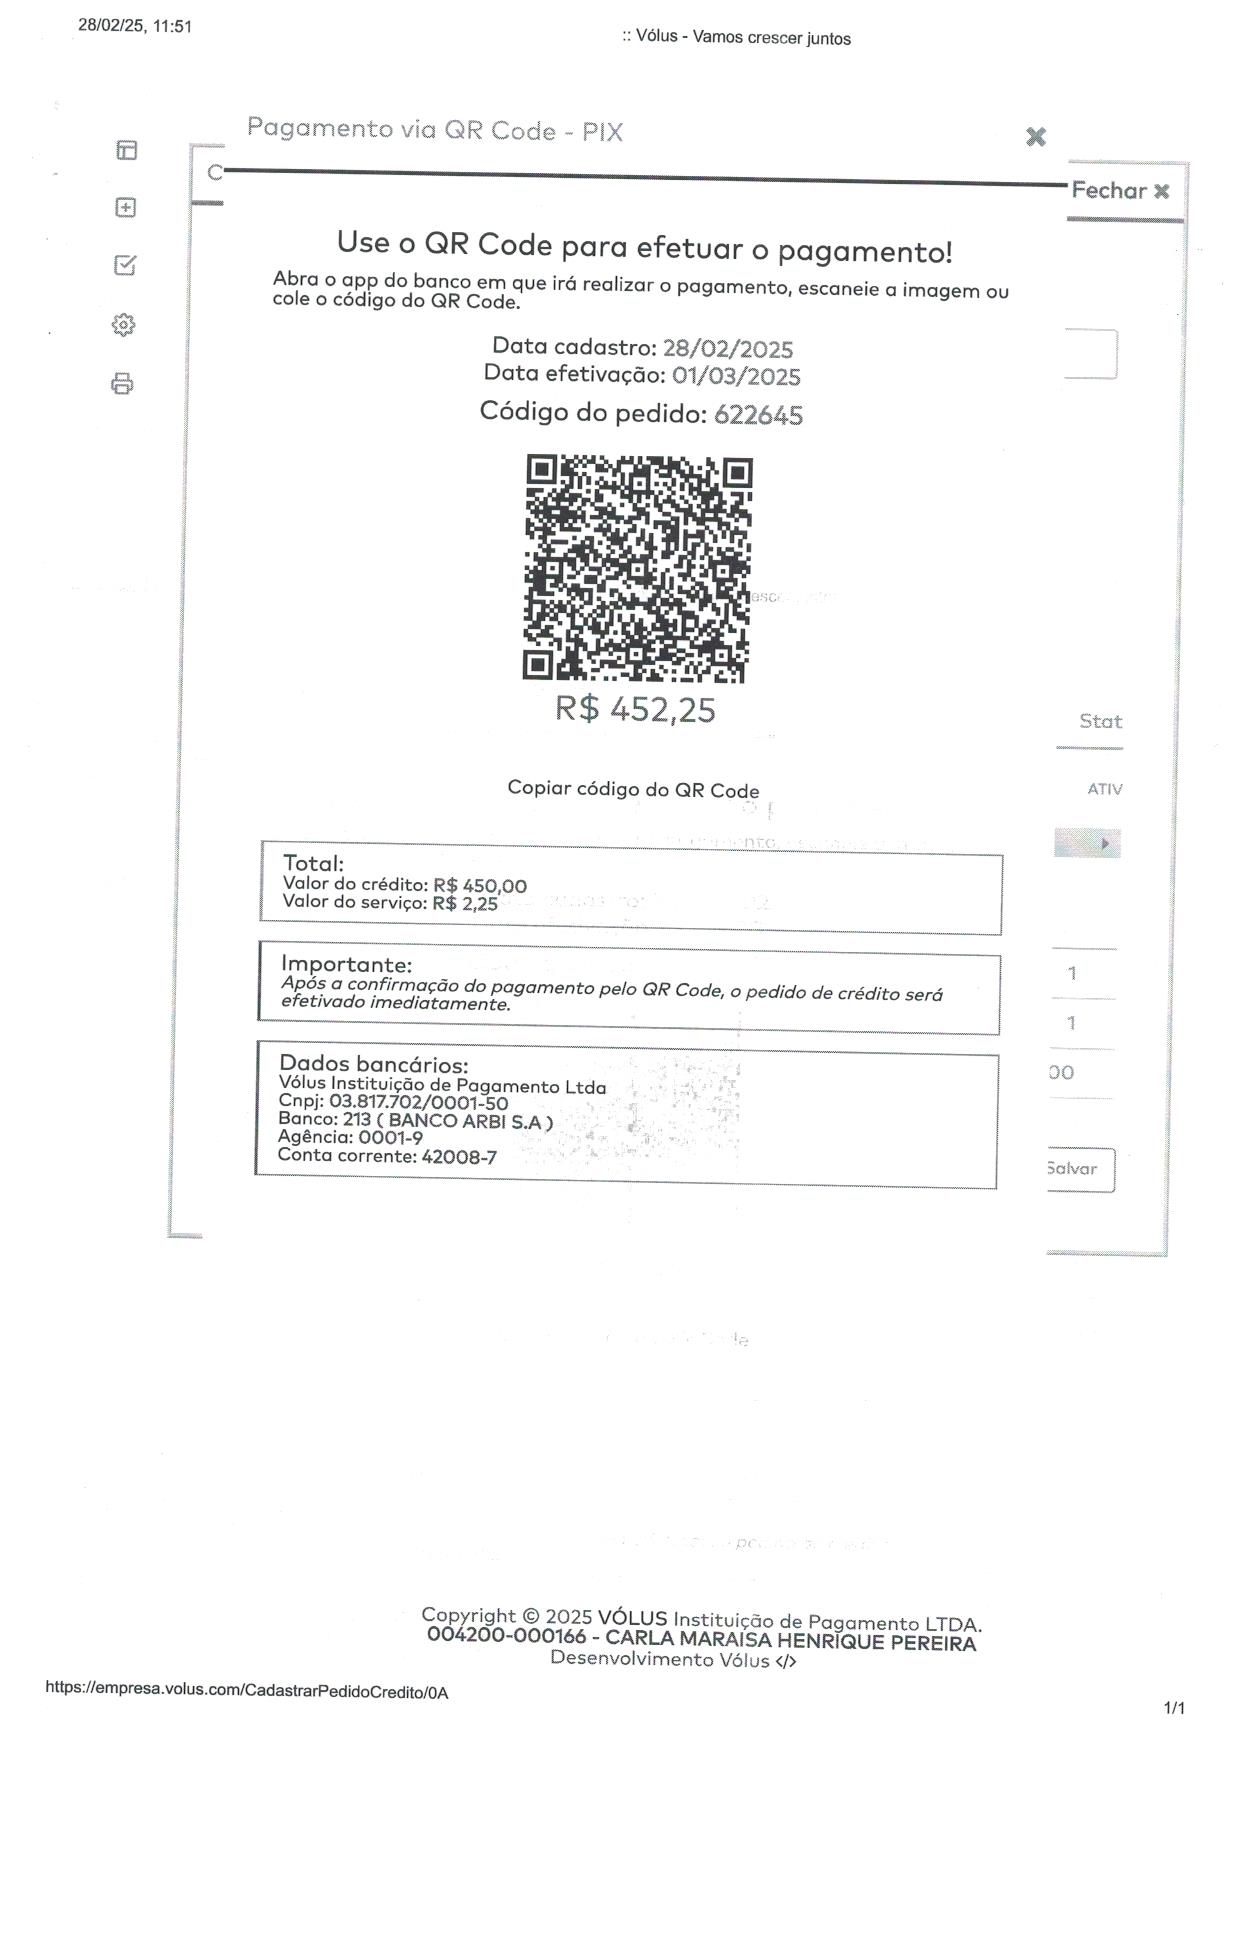 28/02/25, 11:51
:: Vólus - Vamos crescer juntos
Pagamento via QR Code - PIX
C
Fechar
Use o QR Code para efetuar o pagamento!
Abra o app do banco em que irá realizar o pagamento, escaneie a imagem ou
cole o código do QR Code.
Data cadastro: 28/02/2025
Data efetivação: 01/03/2025
Código do pedido: 622645
R$ 452,25
Stat
Copiar código do QR Code
ATIV
Total:
Valor do crédito: R$ 450,00
Valor do serviço: R$ 2,25
Importante:
Após a confirmação do pagamento pelo QR Code, o pedido de crédito será
efetivado imediatamente.
1
1
00
Dados bancários:
Vólus Instituição de Pagamento Ltda
Cnpj: 03.817.702/0001-50
Banco: 213 ( BANCO ARBI S.A )
Agência: 0001-9
Conta corrente: 42008-7
Salvar
Copyright © 2025 VÓLUS Instituição de Pagamento LTDA.
004200-000166 - CARLA MARAISA HENRIQUE PEREIRA
Desenvolvimento Vólus </>
https://empresa.volus.com/CadastrarPedidoCredito/0A
1/1